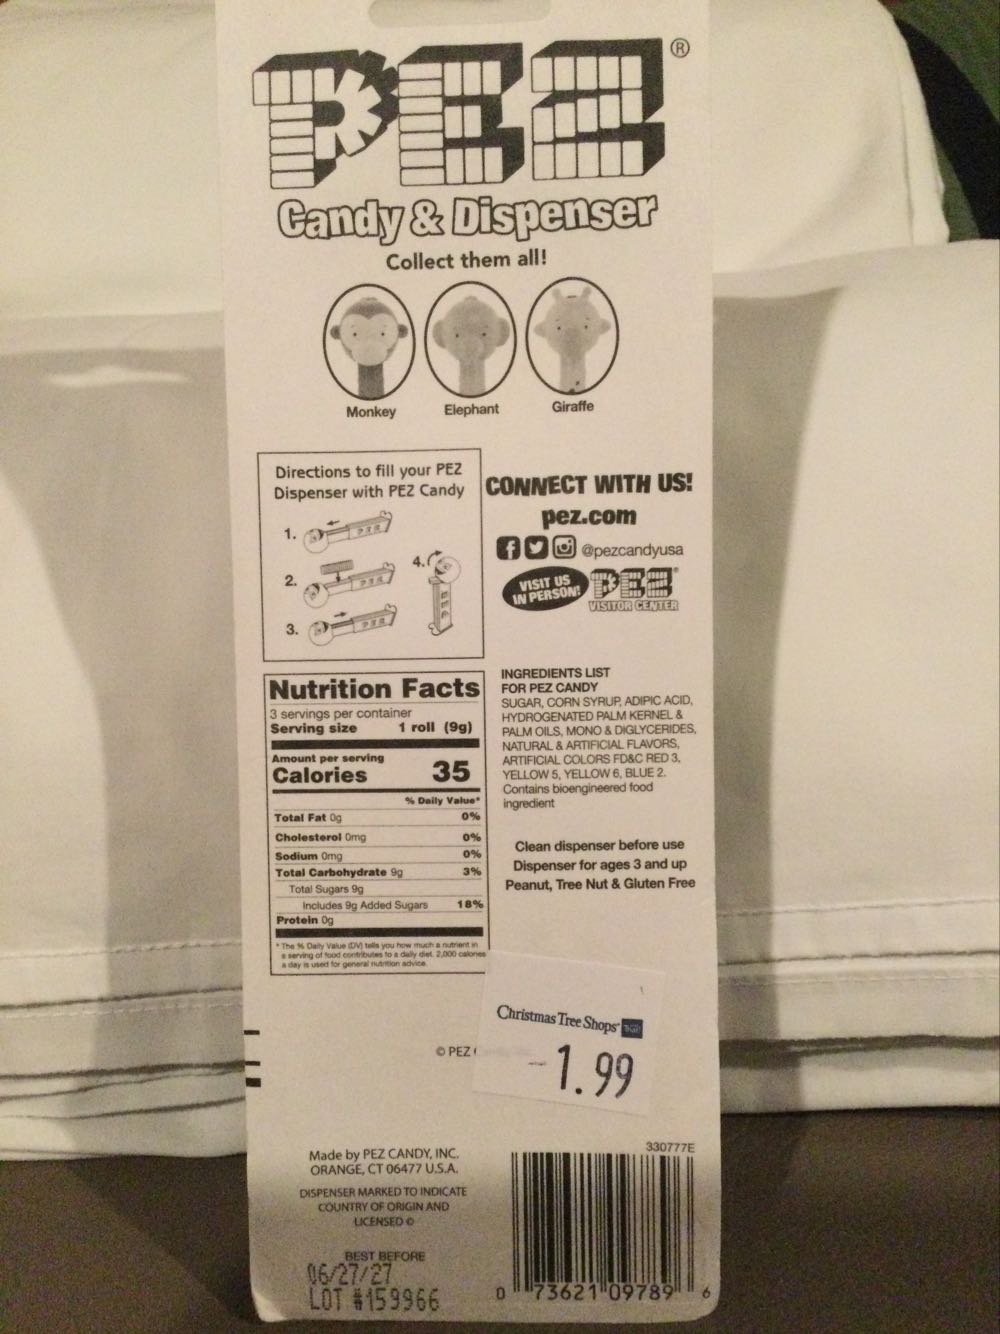 PEZ®
Candy & Dispenser
Collect them all!
Monkey
Elephant
Giraffe
Directions to fill your PEZ
Dispenser with PEZ Candy
1.
2.
3.
4.
CONNECT WITH US!
pez.com
@pezcandyusa
VISIT US
IN PERSON!
PEZ
VISITOR CENTER
Nutrition Facts
3 servings per container
Serving size 1 roll (9g)
Amount per serving
Calories 35
% Daily Value*
Total Fat 0g 0%
Cholesterol 0mg 0%
Sodium 0mg 0%
Total Carbohydrate 9g 3%
Total Sugars 9g
Includes 9g Added Sugars 18%
Protein 0g
* The % Daily Value (DV) tells you how much a nutrient in
a serving of food contributes to a daily diet. 2,000 calories
a day is used for general nutrition advice.
INGREDIENTS LIST
FOR PEZ CANDY
SUGAR, CORN SYRUP, ADIPIC ACID,
HYDROGENATED PALM KERNEL &
PALM OILS, MONO & DIGLYCERIDES,
NATURAL & ARTIFICIAL FLAVORS,
ARTIFICIAL COLORS FD&C RED 3,
YELLOW 5, YELLOW 6, BLUE 2.
Contains bioengineered food
ingredient
Clean dispenser before use
Dispenser for ages 3 and up
Peanut, Tree Nut & Gluten Free
© PEZ
Christmas Tree Shops
1.99
Made by PEZ CANDY, INC.
ORANGE, CT 06477 U.S.A.
DISPENSER MARKED TO INDICATE
COUNTRY OF ORIGIN AND
LICENSED ©
BEST BEFORE
06/27/27
LOT #159966
330777E
0 73621 09789 6